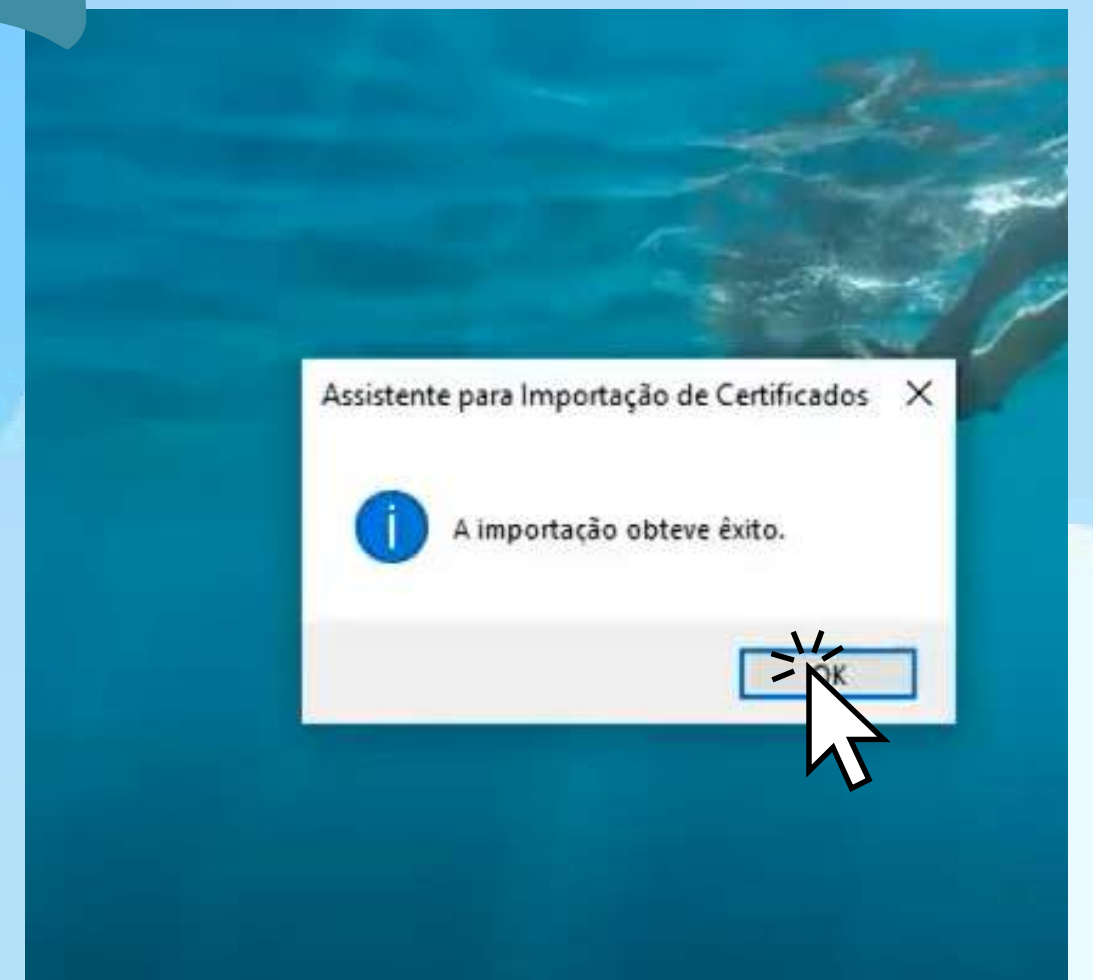 Assistente para Importação de Certificados
A importação obteve êxito.
OK